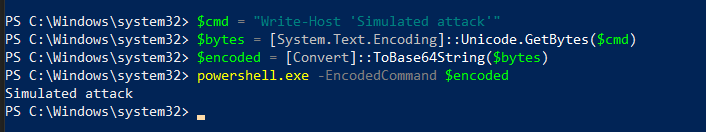 PS C:\Windows\system32> $cmd = "Write-Host 'Simulated attack'"
PS C:\Windows\system32> $bytes = [System.Text.Encoding]::Unicode.GetBytes($cmd)
PS C:\Windows\system32> $encoded = [Convert]::ToBase64String($bytes)
PS C:\Windows\system32> powershell.exe -EncodedCommand $encoded
Simulated attack
PS C:\Windows\system32>